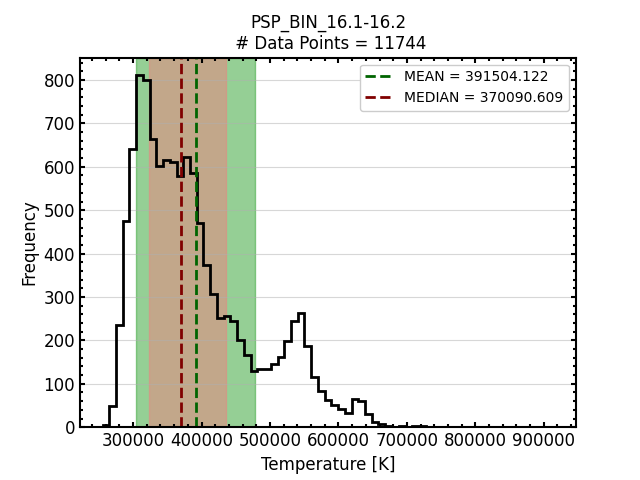 PSP_BIN_16.1-16.2
# Data Points = 11744
MEAN = 391504.122
MEDIAN = 370090.609
800
700
600
500
400
300
200
100
0
Frequency
300000 400000 500000 600000 700000 800000 900000
Temperature [K]